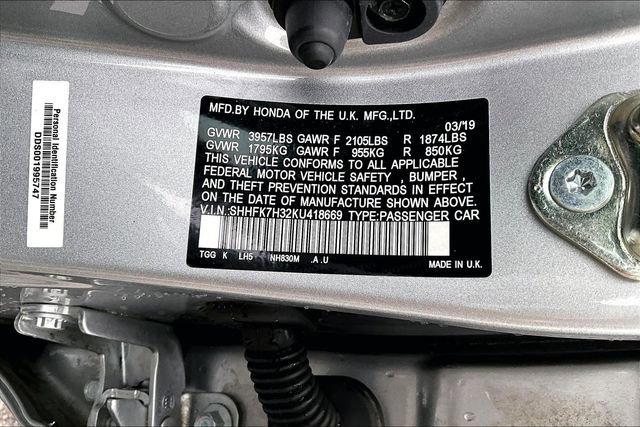 Personal Identification Number
DDS001995747
MFD.BY HONDA OF THE U.K. MFG.,LTD.
03/'19
GVWR 3957LBS GAWR F 2105LBS R 1874LBS
GVWR 1795KG GAWR F 955KG R 850KG
THIS VEHICLE CONFORMS TO ALL APPLICABLE
FEDERAL MOTOR VEHICLE SAFETY , BUMPER ,
AND THEFT PREVENTION STANDARDS IN EFFECT
ON THE DATE OF MANUFACTURE SHOWN ABOVE.
V.I.N.:SHHFK7H32KU418669 TYPE:PASSENGER CAR
TGG K LH5 NH830M .A .U
MADE IN U.K.